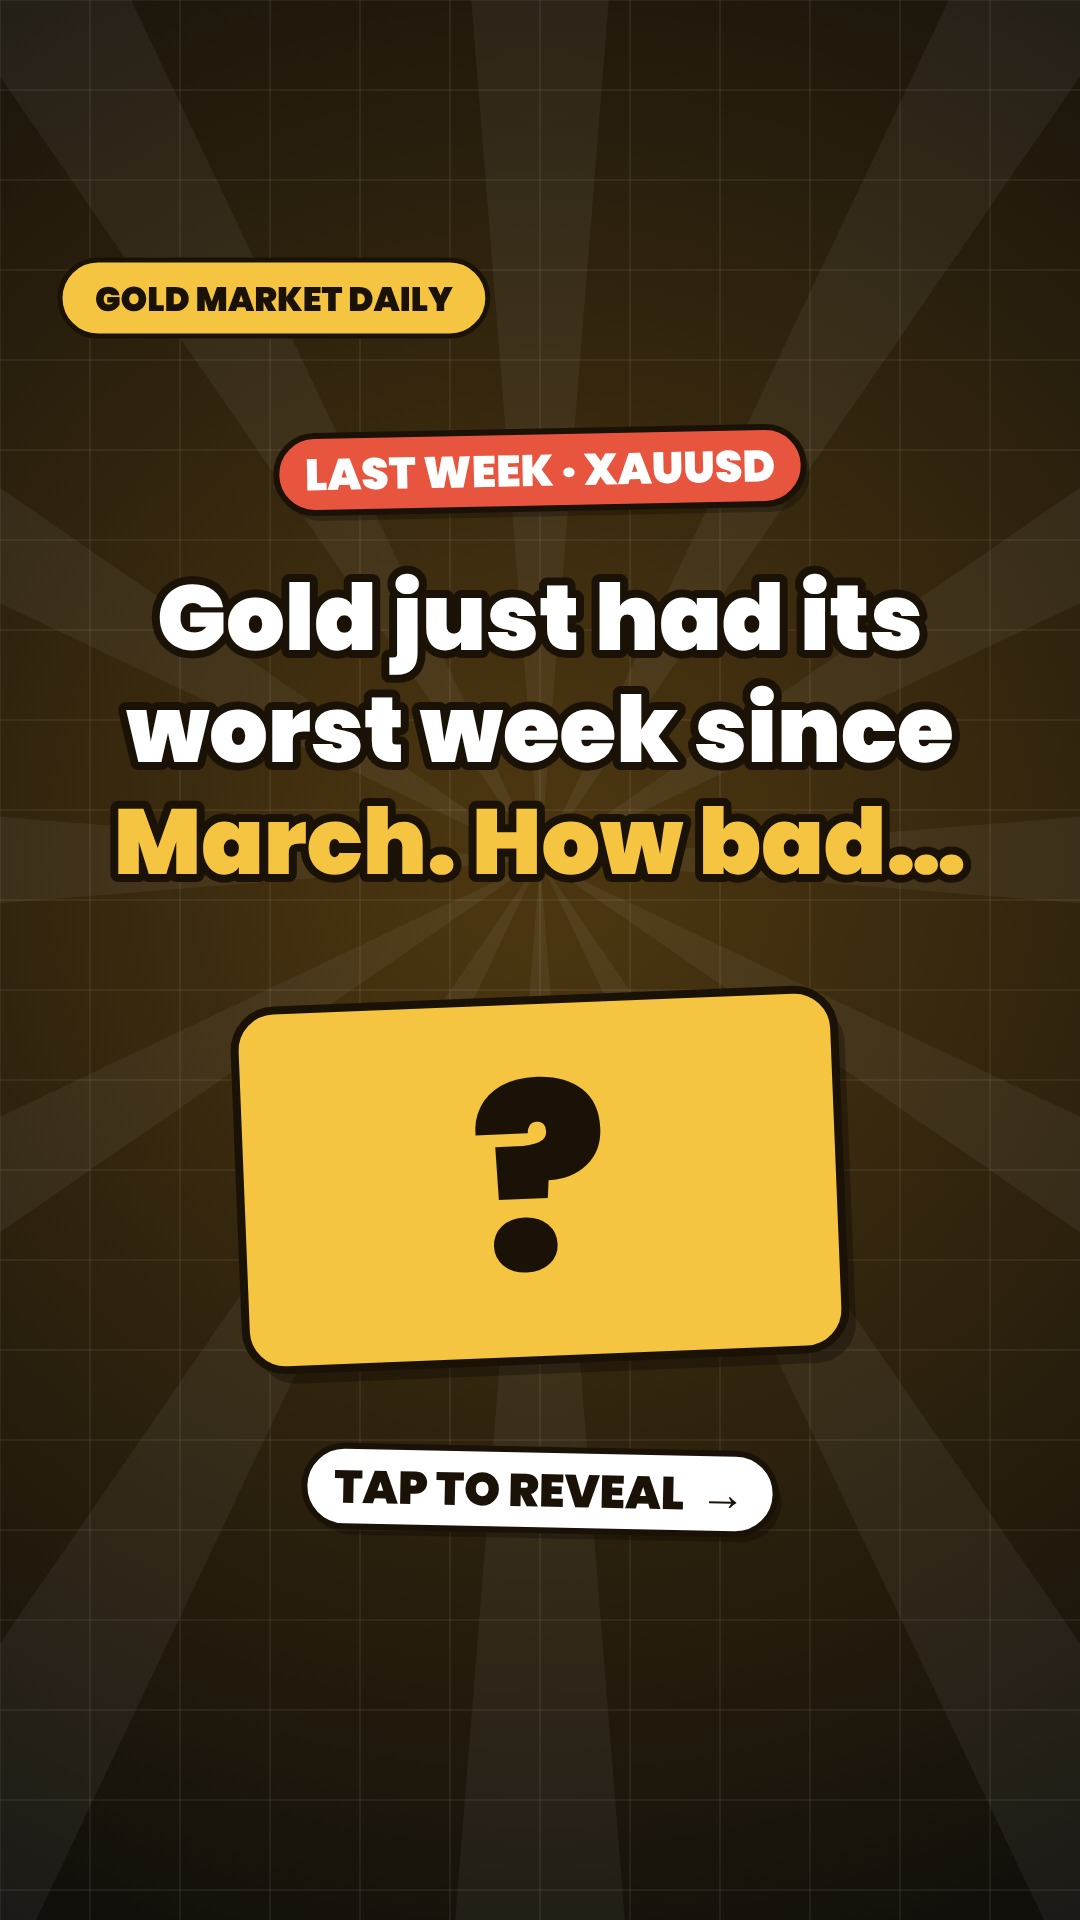 GOLD MARKET DAILY
LAST WEEK • XAUUSD
Gold just had its
worst week since
March. How bad...
?
TAP TO REVEAL →